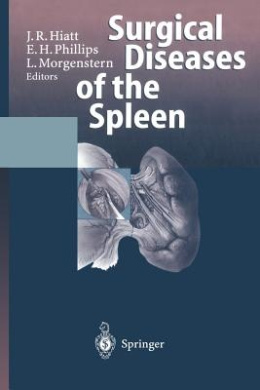 J. R. Hiatt
E. H. Phillips
L. Morgenstern
Editors
Surgical
Diseases
of the
Spleen
Springer